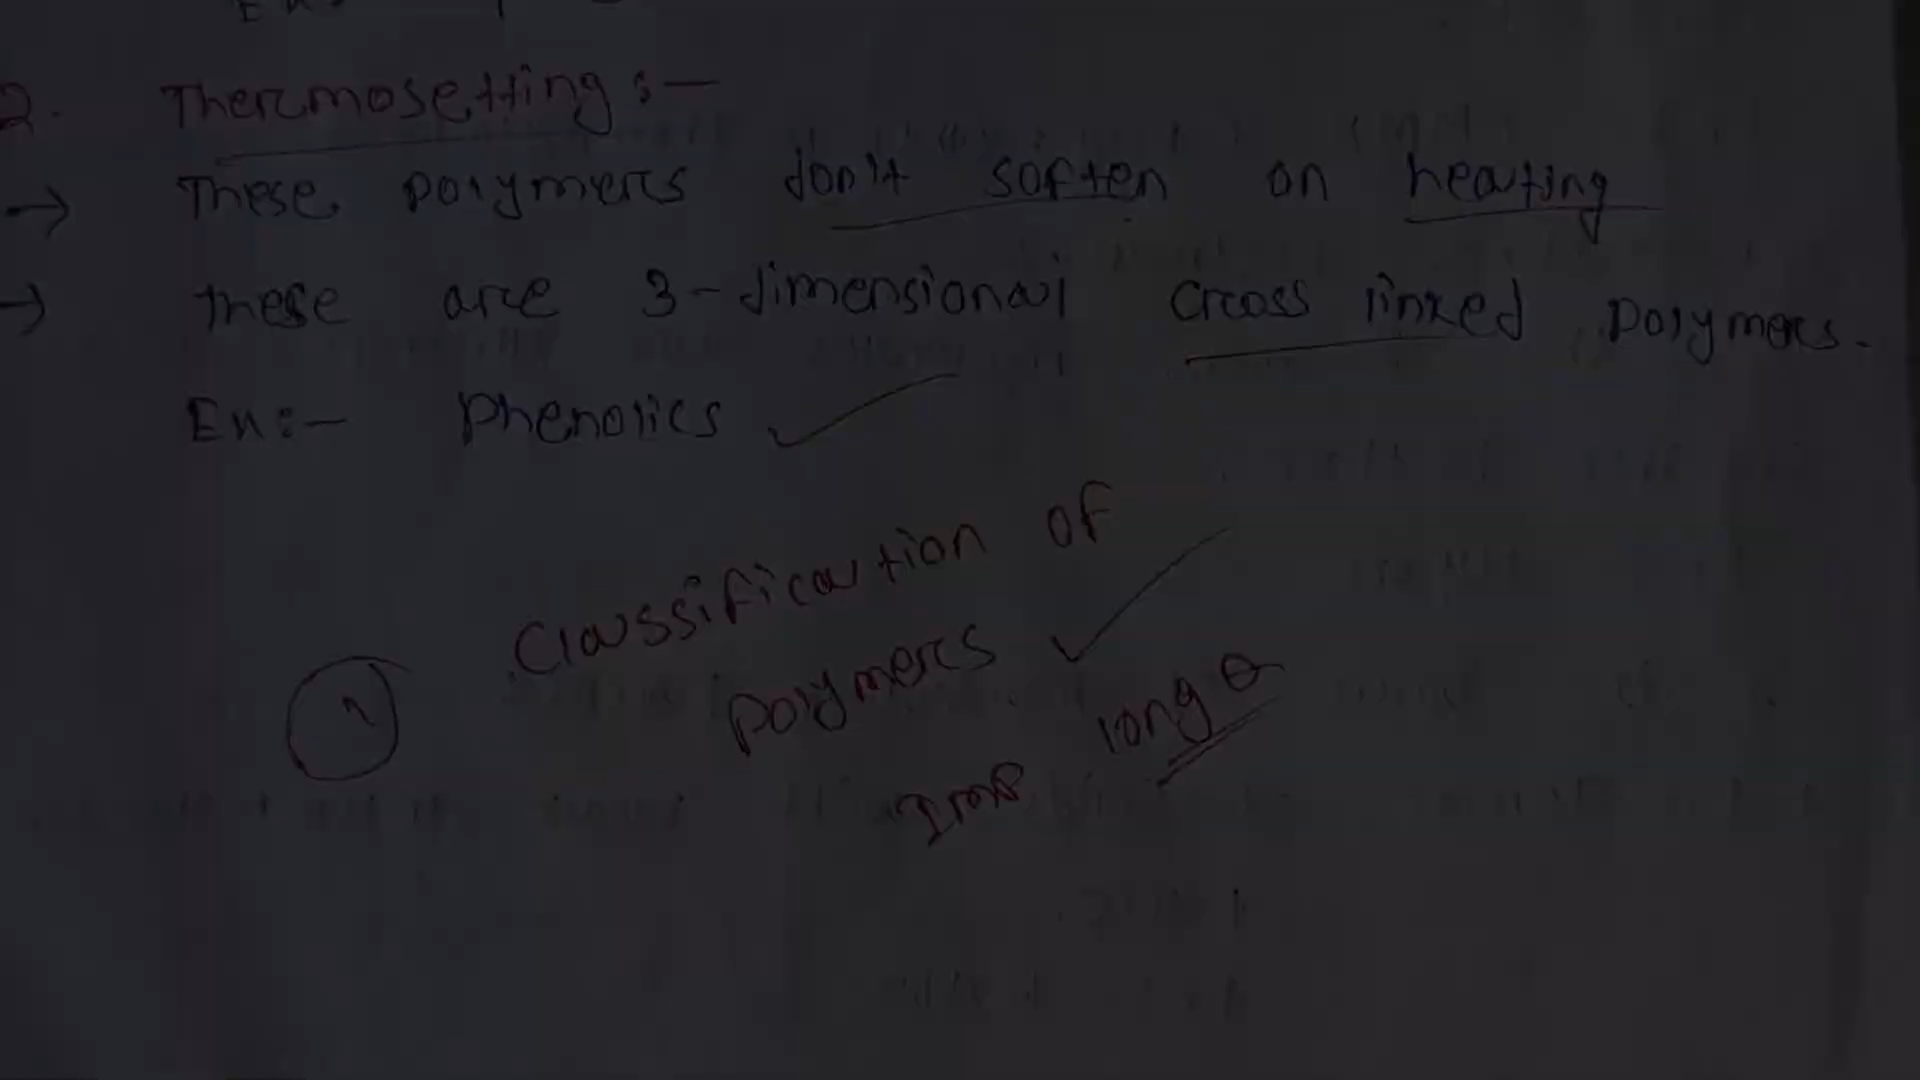 2. Thermosetting :-
→ These polymers don't soften on heating
→ these are 3-dimensional cross linked polymers.
Ex:- Phenolics ✓
Classification of
polymers ✓
Imp long Q